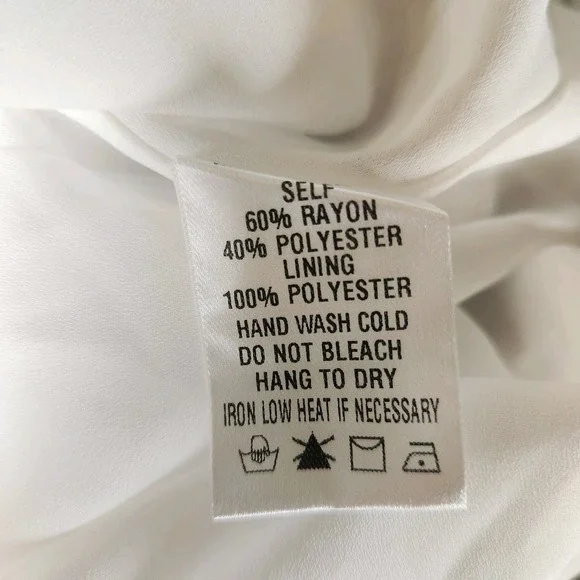 SELF
60% RAYON
40% POLYESTER
LINING
100% POLYESTER
HAND WASH COLD
DO NOT BLEACH
HANG TO DRY
IRON LOW HEAT IF NECESSARY